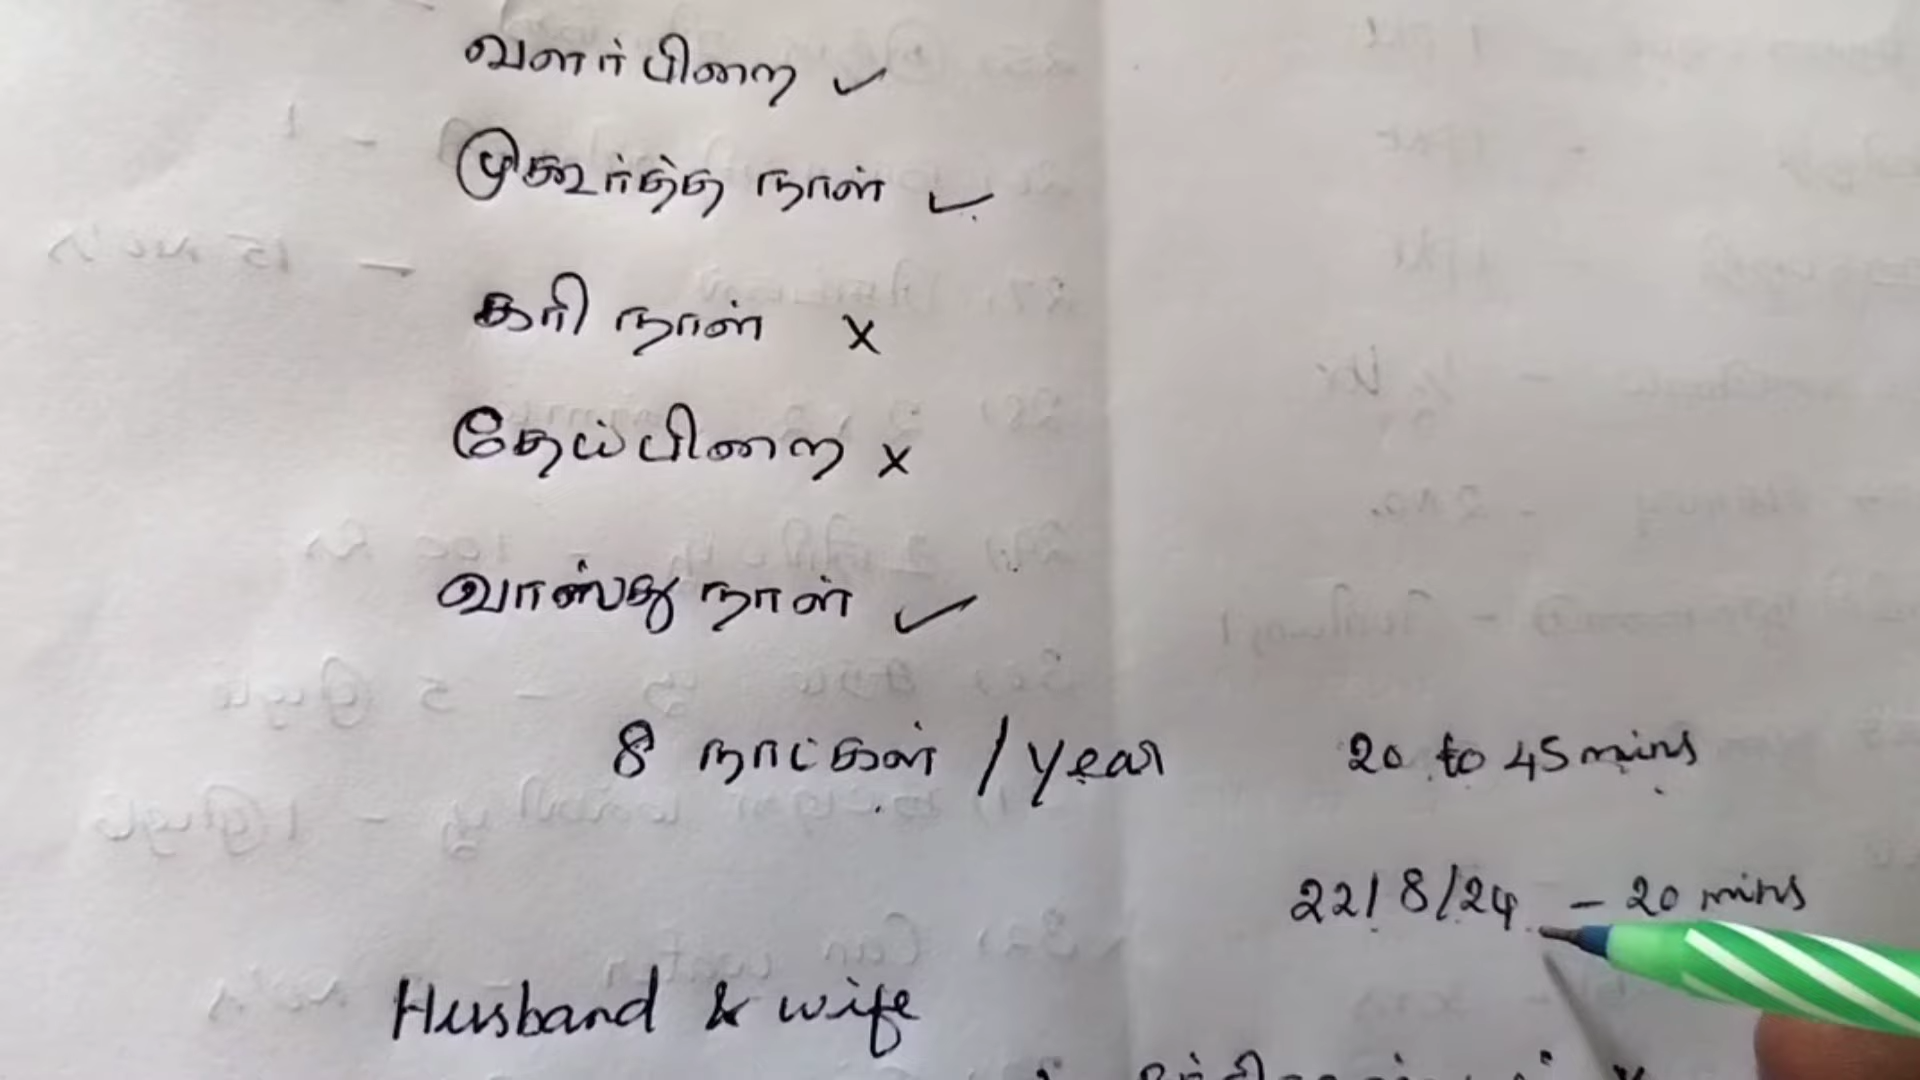 வளர்பிறை ✓
முகூர்த்த நாள் ✓
கரி நாள் x
தேய்பிறை x
வாஸ்து நாள் ✓
8 நாட்கள் / year 20 to 45 mins
22/8/24 – 20 mins
Husband & wife